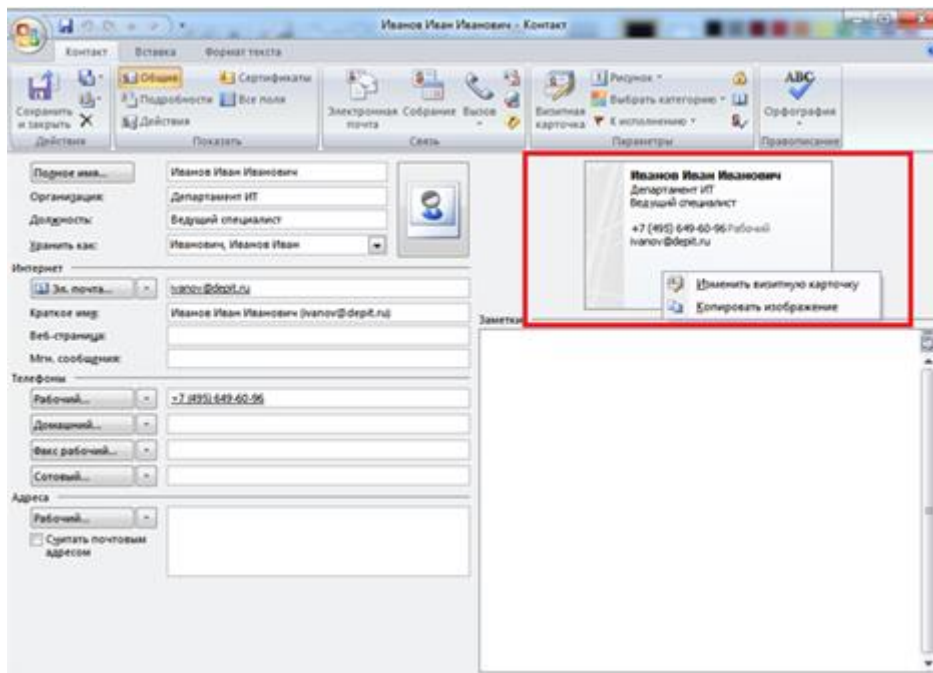 Иванов Иван Иванович - Контакт
Контакт Вставка Формат текста
Сохранить и закрыть
Действия
Общие
Подробности
Действия
Сертификаты
Все поля
Показать
Электронная почта
Собрание
Вызов
Связь
Визитная карточка
Рисунок
Выбрать категорию
К исполнению
Параметры
ABC
Орфография
Правописание
Полное имя... Иванов Иван Иванович
Организация: Департамент ИТ
Должность: Ведущий специалист
Хранить как: Иванович, Иванов Иван
Интернет
Эл. почта... ivanov@depit.ru
Краткое имя: Иванов Иван Иванович (ivanov@depit.ru)
Веб-страница:
Мгн. сообщения:
Телефоны
Рабочий... +7 (495) 649-60-96
Домашний...
Факс рабочий...
Сотовый...
Адреса
Рабочий...
Считать почтовым
адресом
Иванов Иван Иванович
Департамент ИТ
Ведущий специалист
+7 (495) 649-60-96 Рабочий
ivanov@depit.ru
Изменить визитную карточку
Копировать изображение
Заметки